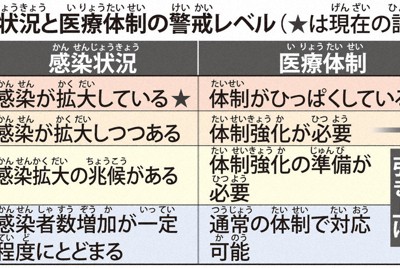 状況と医療体制の警戒レベル(★は現在の
感染状況
医療体制
感染が拡大している★
体制がひっぱくしている
感染が拡大しつつある
体制強化が必要
感染拡大の兆候がある
体制強化の準備が
必要
感染者数増加が一定
程度にとどまる
通常の体制で対応
可能
引き